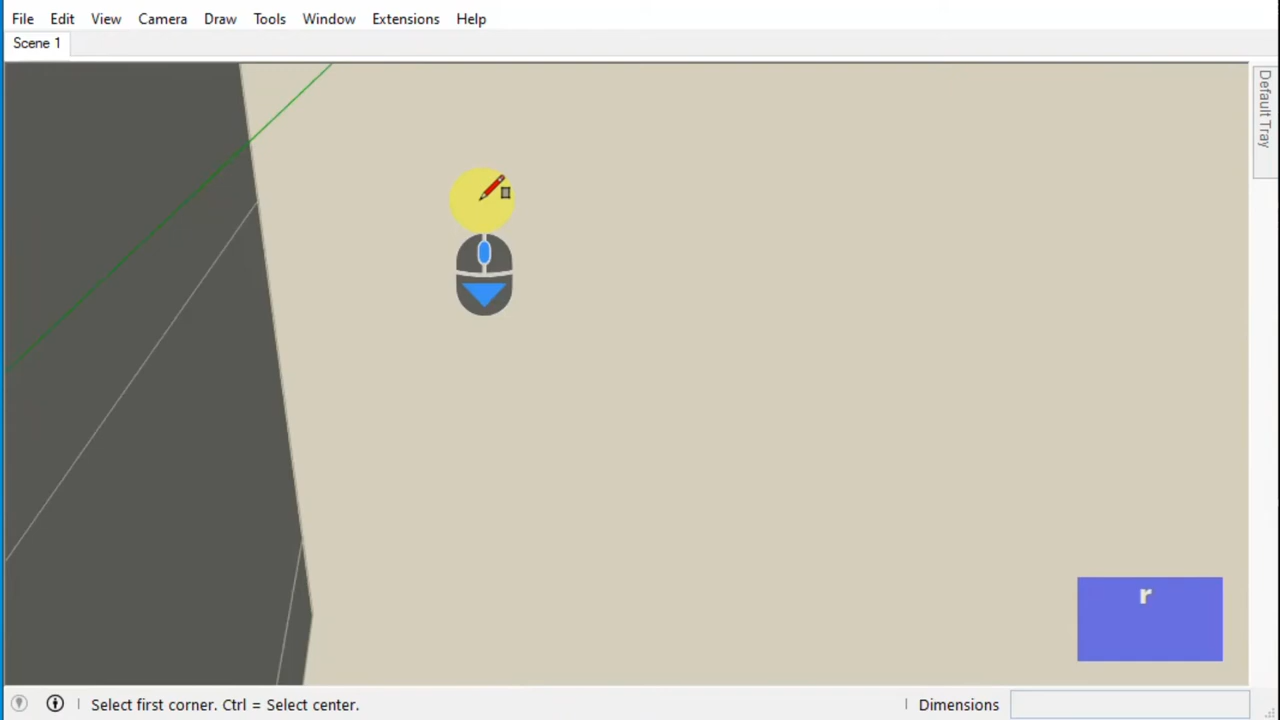 File Edit View Camera Draw Tools Window Extensions Help
Scene 1
Default Tray
r
Select first corner. Ctrl = Select center. Dimensions